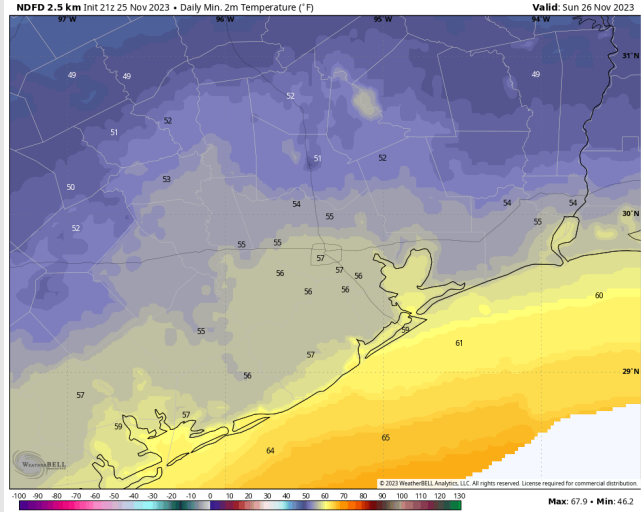 NDFD 2.5 km Init 21z 25 Nov 2023 • Daily Min. 2m Temperature (°F) Valid: Sun 26 Nov 2023
97°W 96°W 95°W 94°W
31°N
49 49 49
52
52
51
51 52
53
50
54 54 54
55 55
52
55 55
57
57
56 56
56 56
60
59
55
61
57
29°N
56
57
57
59
65
64
30°N
WEATHERBELL
© 2023 WeatherBELL Analytics, LLC. All rights reserved. License required for commercial distribution.
-100 -90 -80 -70 -60 -50 -40 -30 -20 -10 0 10 20 30 40 50 60 70 80 90 100 110 120 130
Max: 67.9 • Min: 46.2